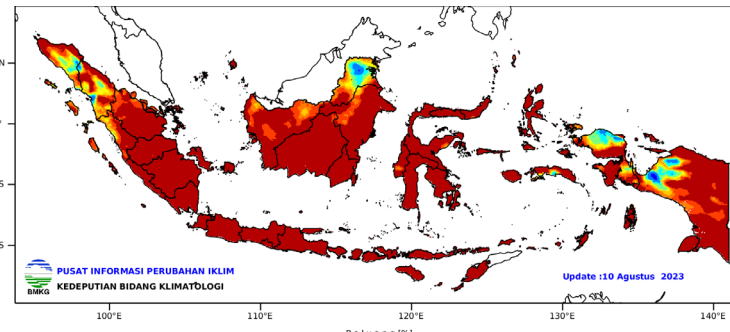 N
S
S
PUSAT INFORMASI PERUBAHAN IKLIM
KEDEPUTIAN BIDANG KLIMATOLOGI
BMKG
Update :10 Agustus 2023
100°E 110°E 120°E 130°E 140°E